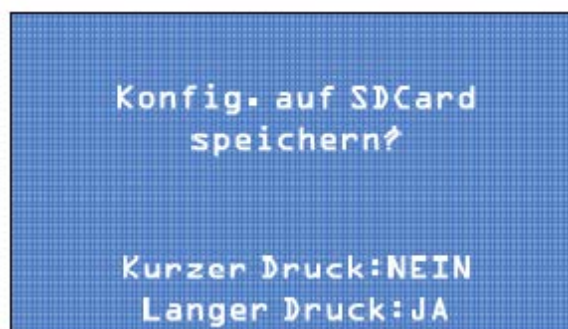 Konfig. auf SDCard
speichern?
Kurzer Druck:NEIN
Langer Druck:JA